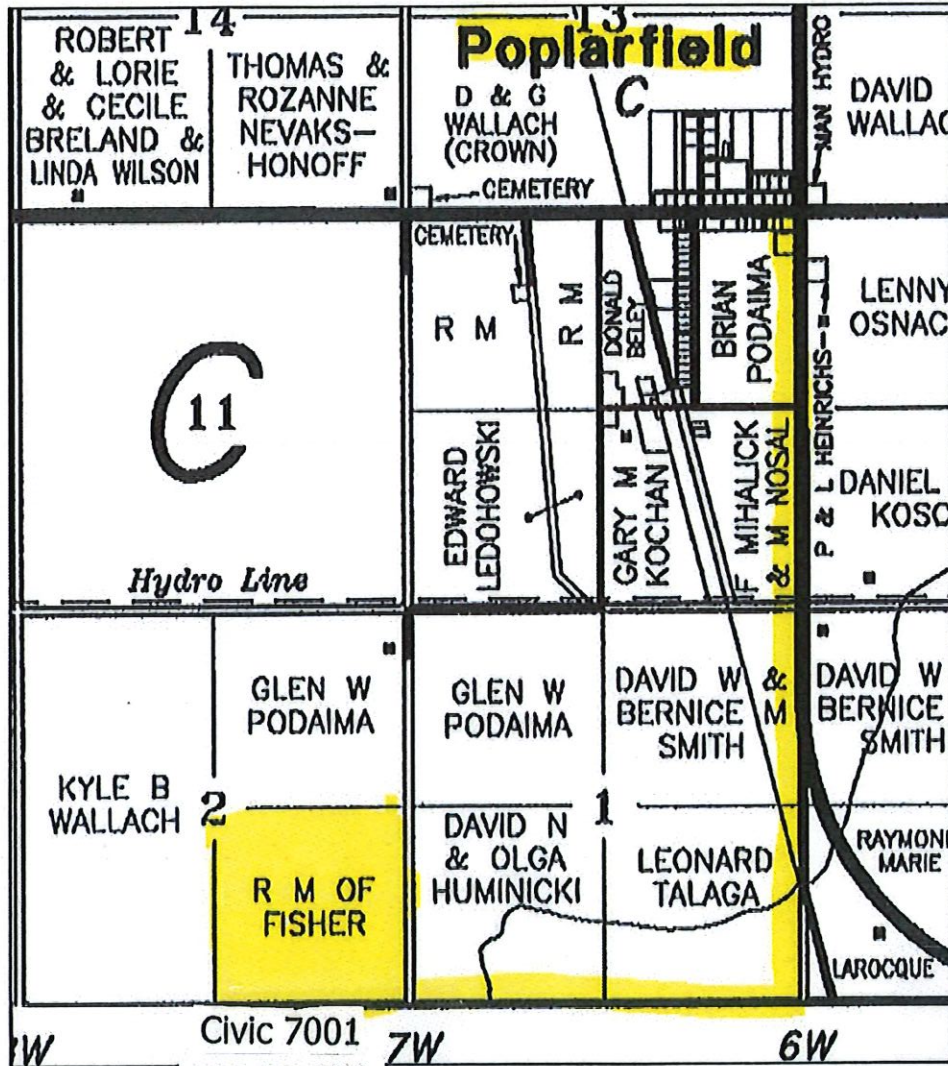 14
13
Poplarfield
ROBERT
& LORIE
& CECILE
BRELAND &
LINDA WILSON
THOMAS &
ROZANNE
NEVAKS-
HONOFF
D & G
WALLACH
(CROWN)
CEMETERY
C
MAN HYDRO
DAVID
WALLAC
CEMETERY
R M
R M
DONALD
BELEY
BRIAN
PODAIMA
P & L HEINRICHS
LENNY
OSNAC
C
11
EDWARD
LEDOHOWSKI
GARY M
KOCHAN
F MIHALICK
& M NOSAL
DANIEL
KOSC
Hydro Line
KYLE B
WALLACH
2
GLEN W
PODAIMA
GLEN W
PODAIMA
DAVID W &
BERNICE M
SMITH
DAVID W
BERNICE
SMITH
R M OF
FISHER
DAVID N
& OLGA
HUMINICKI
1
LEONARD
TALAGA
RAYMOND
MARIE
LAROCQUE
Civic 7001
W
7W
6W